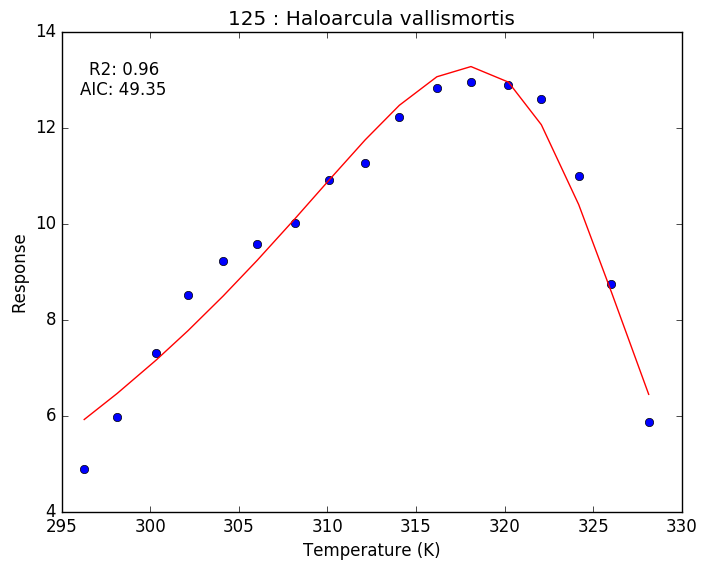 125 : Haloarcula vallismortis
R2: 0.96
AIC: 49.35
14
12
10
8
6
4
Response
295
300
305
310
315
320
325
330
Temperature (K)